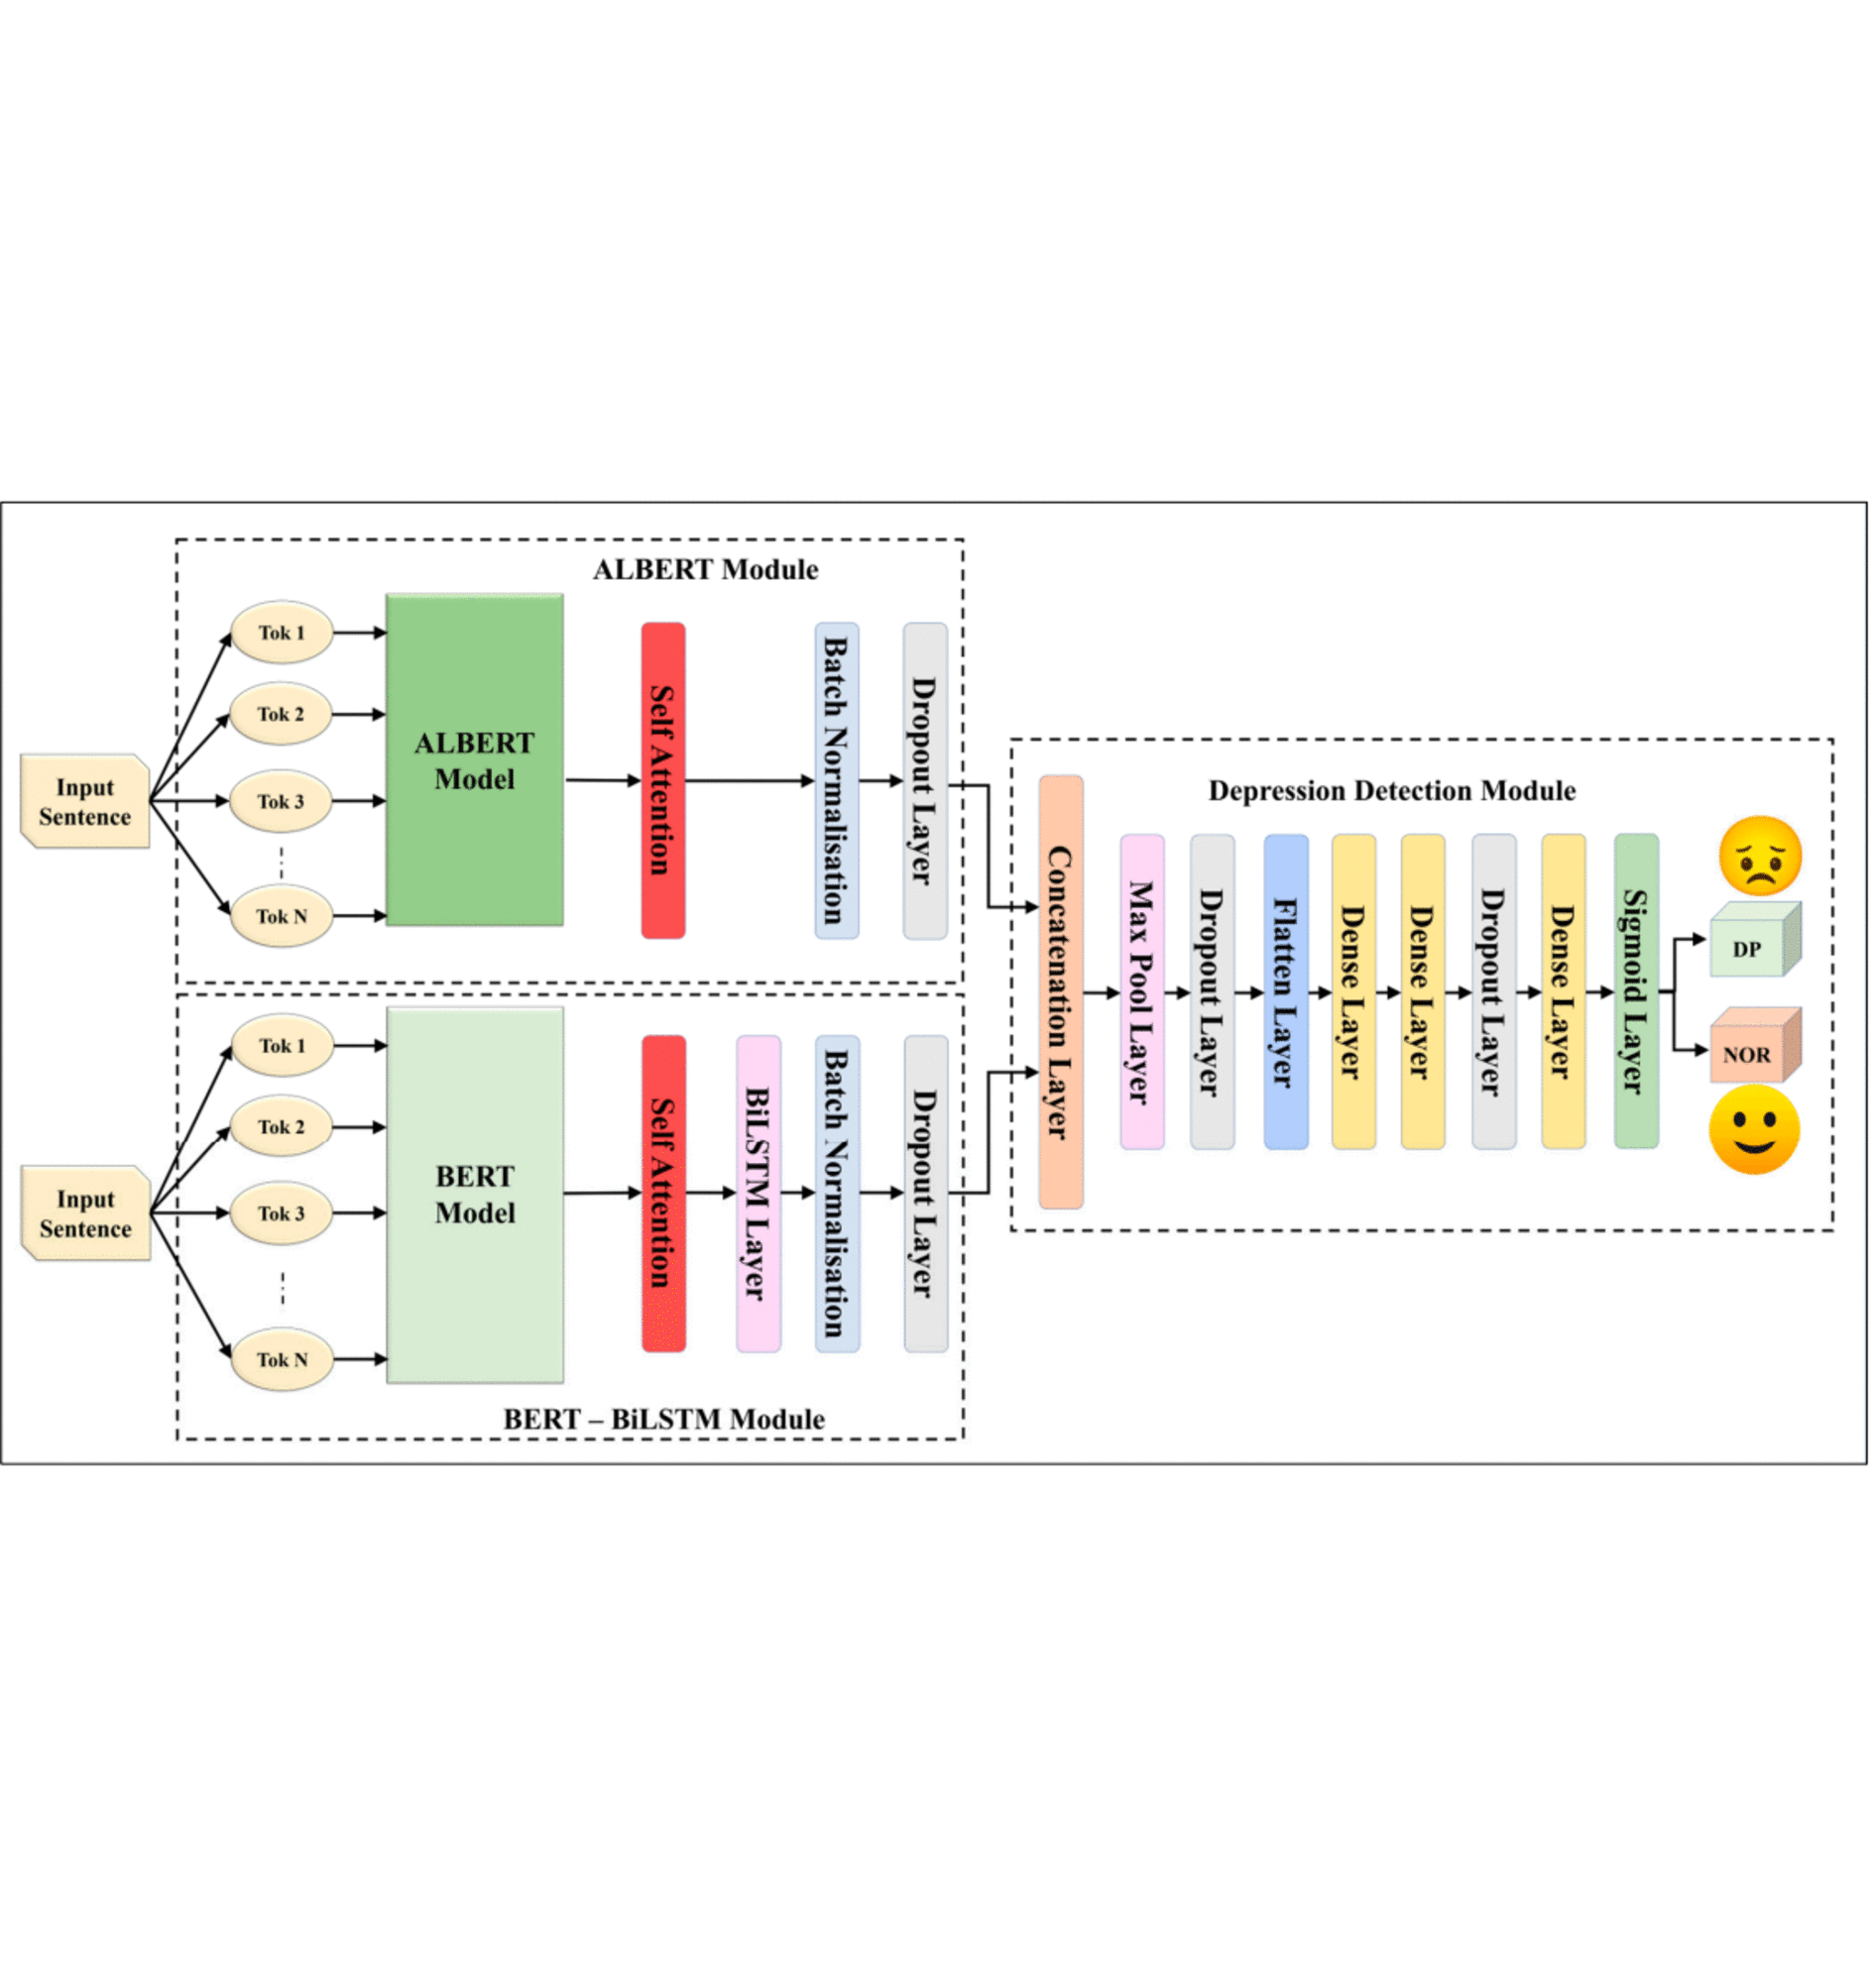 ALBERT Module
Input
Sentence
Tok 1
Tok 2
Tok 3
Tok N
ALBERT
Model
Self Attention
Batch Normalisation
Dropout Layer
Input
Sentence
Tok 1
Tok 2
Tok 3
Tok N
BERT
Model
Self Attention
BiLSTM Layer
Batch Normalisation
Dropout Layer
BERT – BiLSTM Module
Depression Detection Module
Concatenation Layer
Max Pool Layer
Dropout Layer
Flatten Layer
Dense Layer
Dense Layer
Dropout Layer
Dense Layer
Sigmoid Layer
DP
NOR